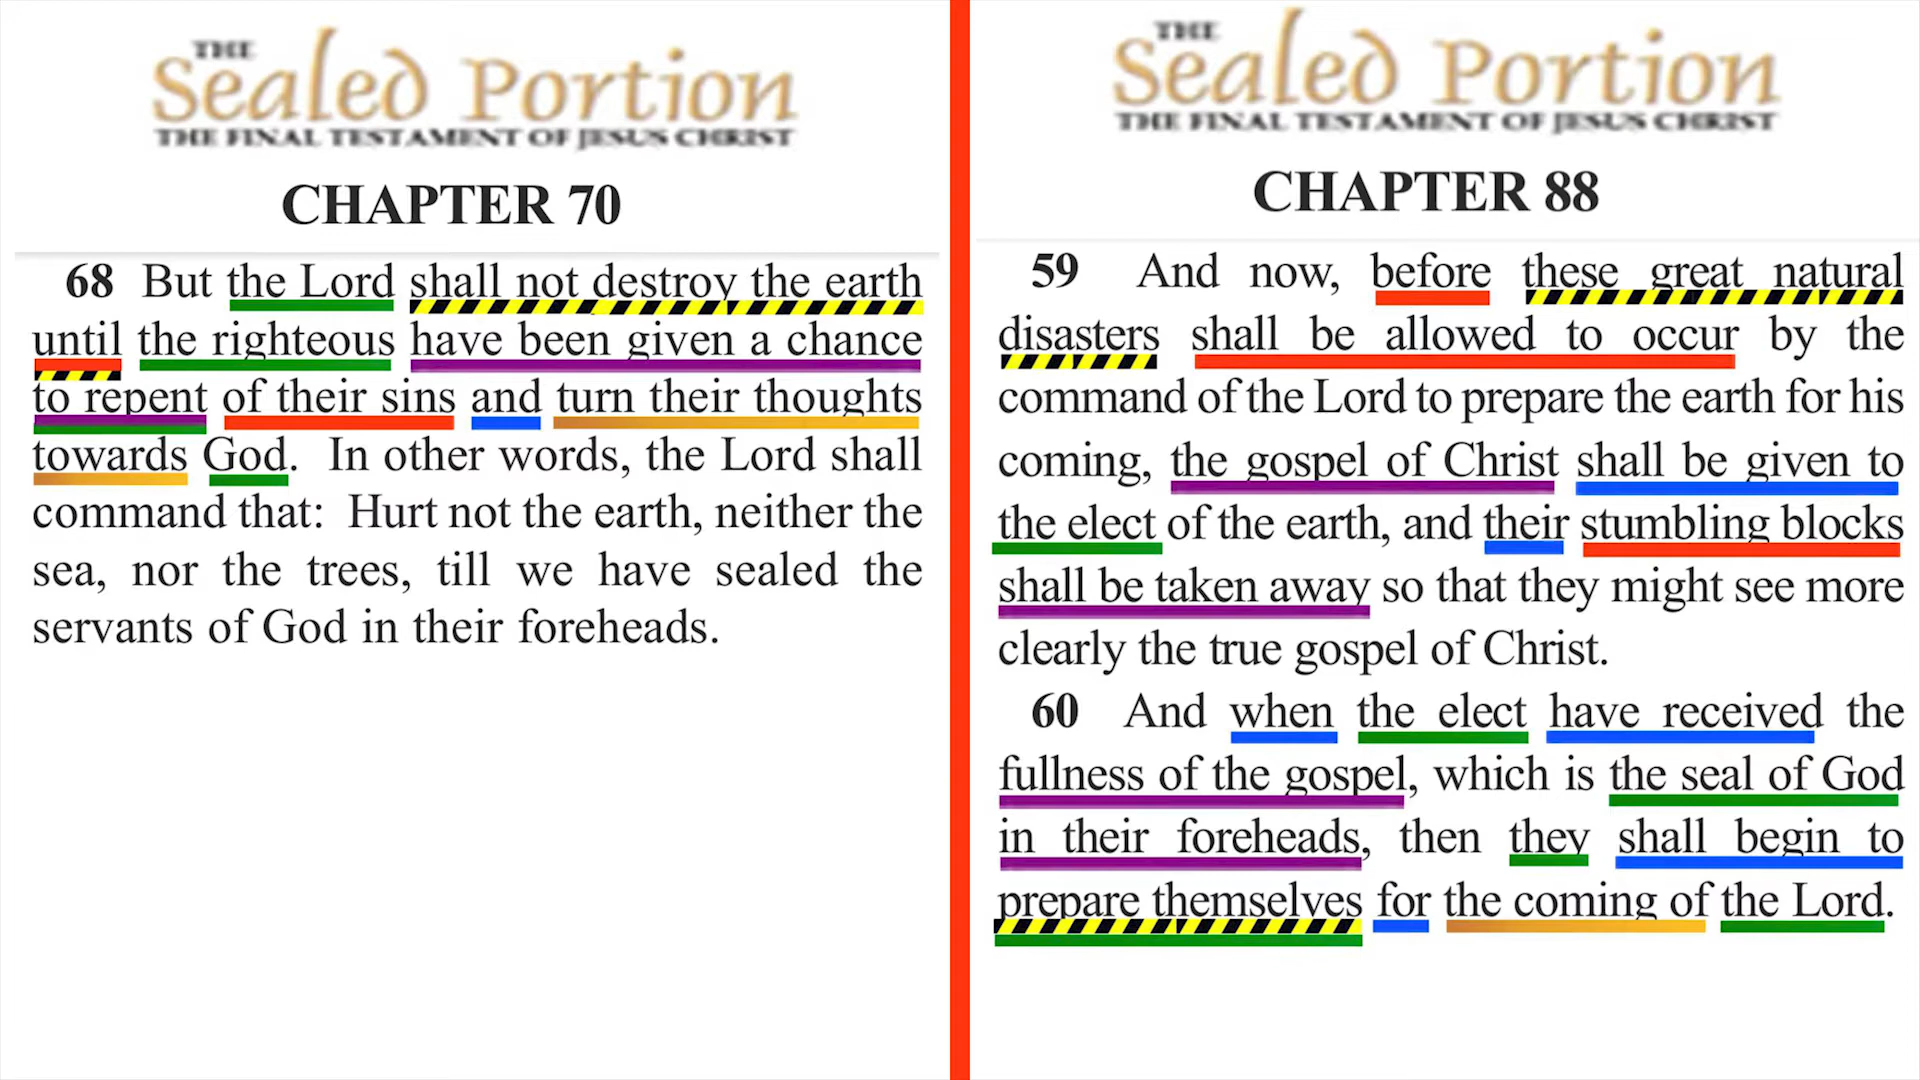 THE
Sealed Portion
THE FINAL TESTAMENT OF JESUS CHRIST
CHAPTER 70
68 But the Lord shall not destroy the earth
until the righteous have been given a chance
to repent of their sins and turn their thoughts
towards God. In other words, the Lord shall
command that: Hurt not the earth, neither the
sea, nor the trees, till we have sealed the
servants of God in their foreheads.
THE
Sealed Portion
THE FINAL TESTAMENT OF JESUS CHRIST
CHAPTER 88
59 And now, before these great natural
disasters shall be allowed to occur by the
command of the Lord to prepare the earth for his
coming, the gospel of Christ shall be given to
the elect of the earth, and their stumbling blocks
shall be taken away so that they might see more
clearly the true gospel of Christ.
60 And when the elect have received the
fullness of the gospel, which is the seal of God
in their foreheads, then they shall begin to
prepare themselves for the coming of the Lord.